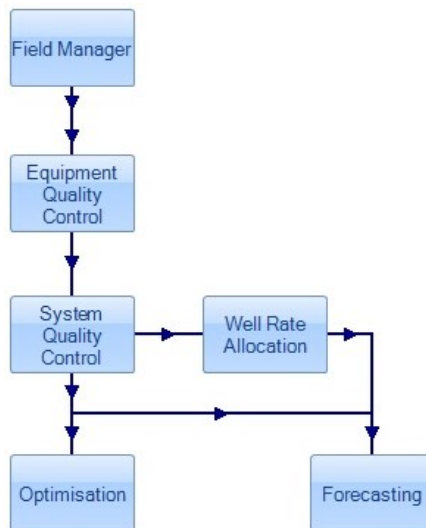 Field Manager
Equipment
Quality
Control
System
Quality
Control
Well Rate
Allocation
Optimisation
Forecasting